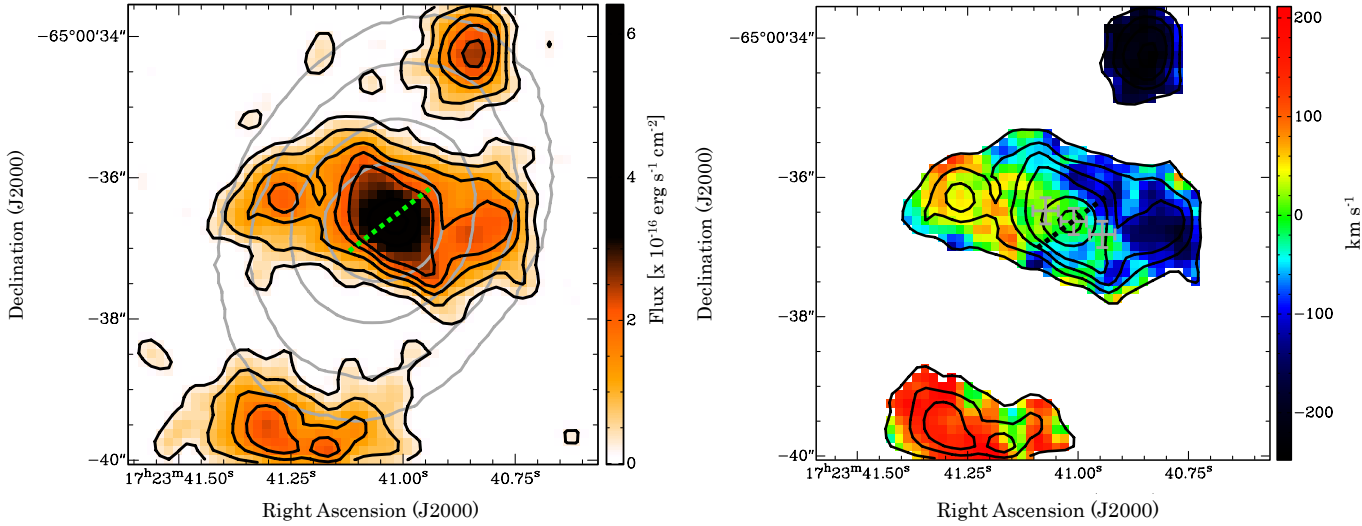 Declination (J2000)
−65°00′34″
−36″
−38″
−40″
17ʰ23ᵐ41.50ˢ
41.25ˢ
41.00ˢ
40.75ˢ
Right Ascension (J2000)
6
4
2
0
Flux [x 10⁻¹⁶ erg s⁻¹ cm⁻²]
Declination (J2000)
−65°00′34″
−36″
−38″
−40″
17ʰ23ᵐ41.50ˢ
41.25ˢ
41.00ˢ
40.75ˢ
Right Ascension (J2000)
200
100
0
−100
−200
km s⁻¹